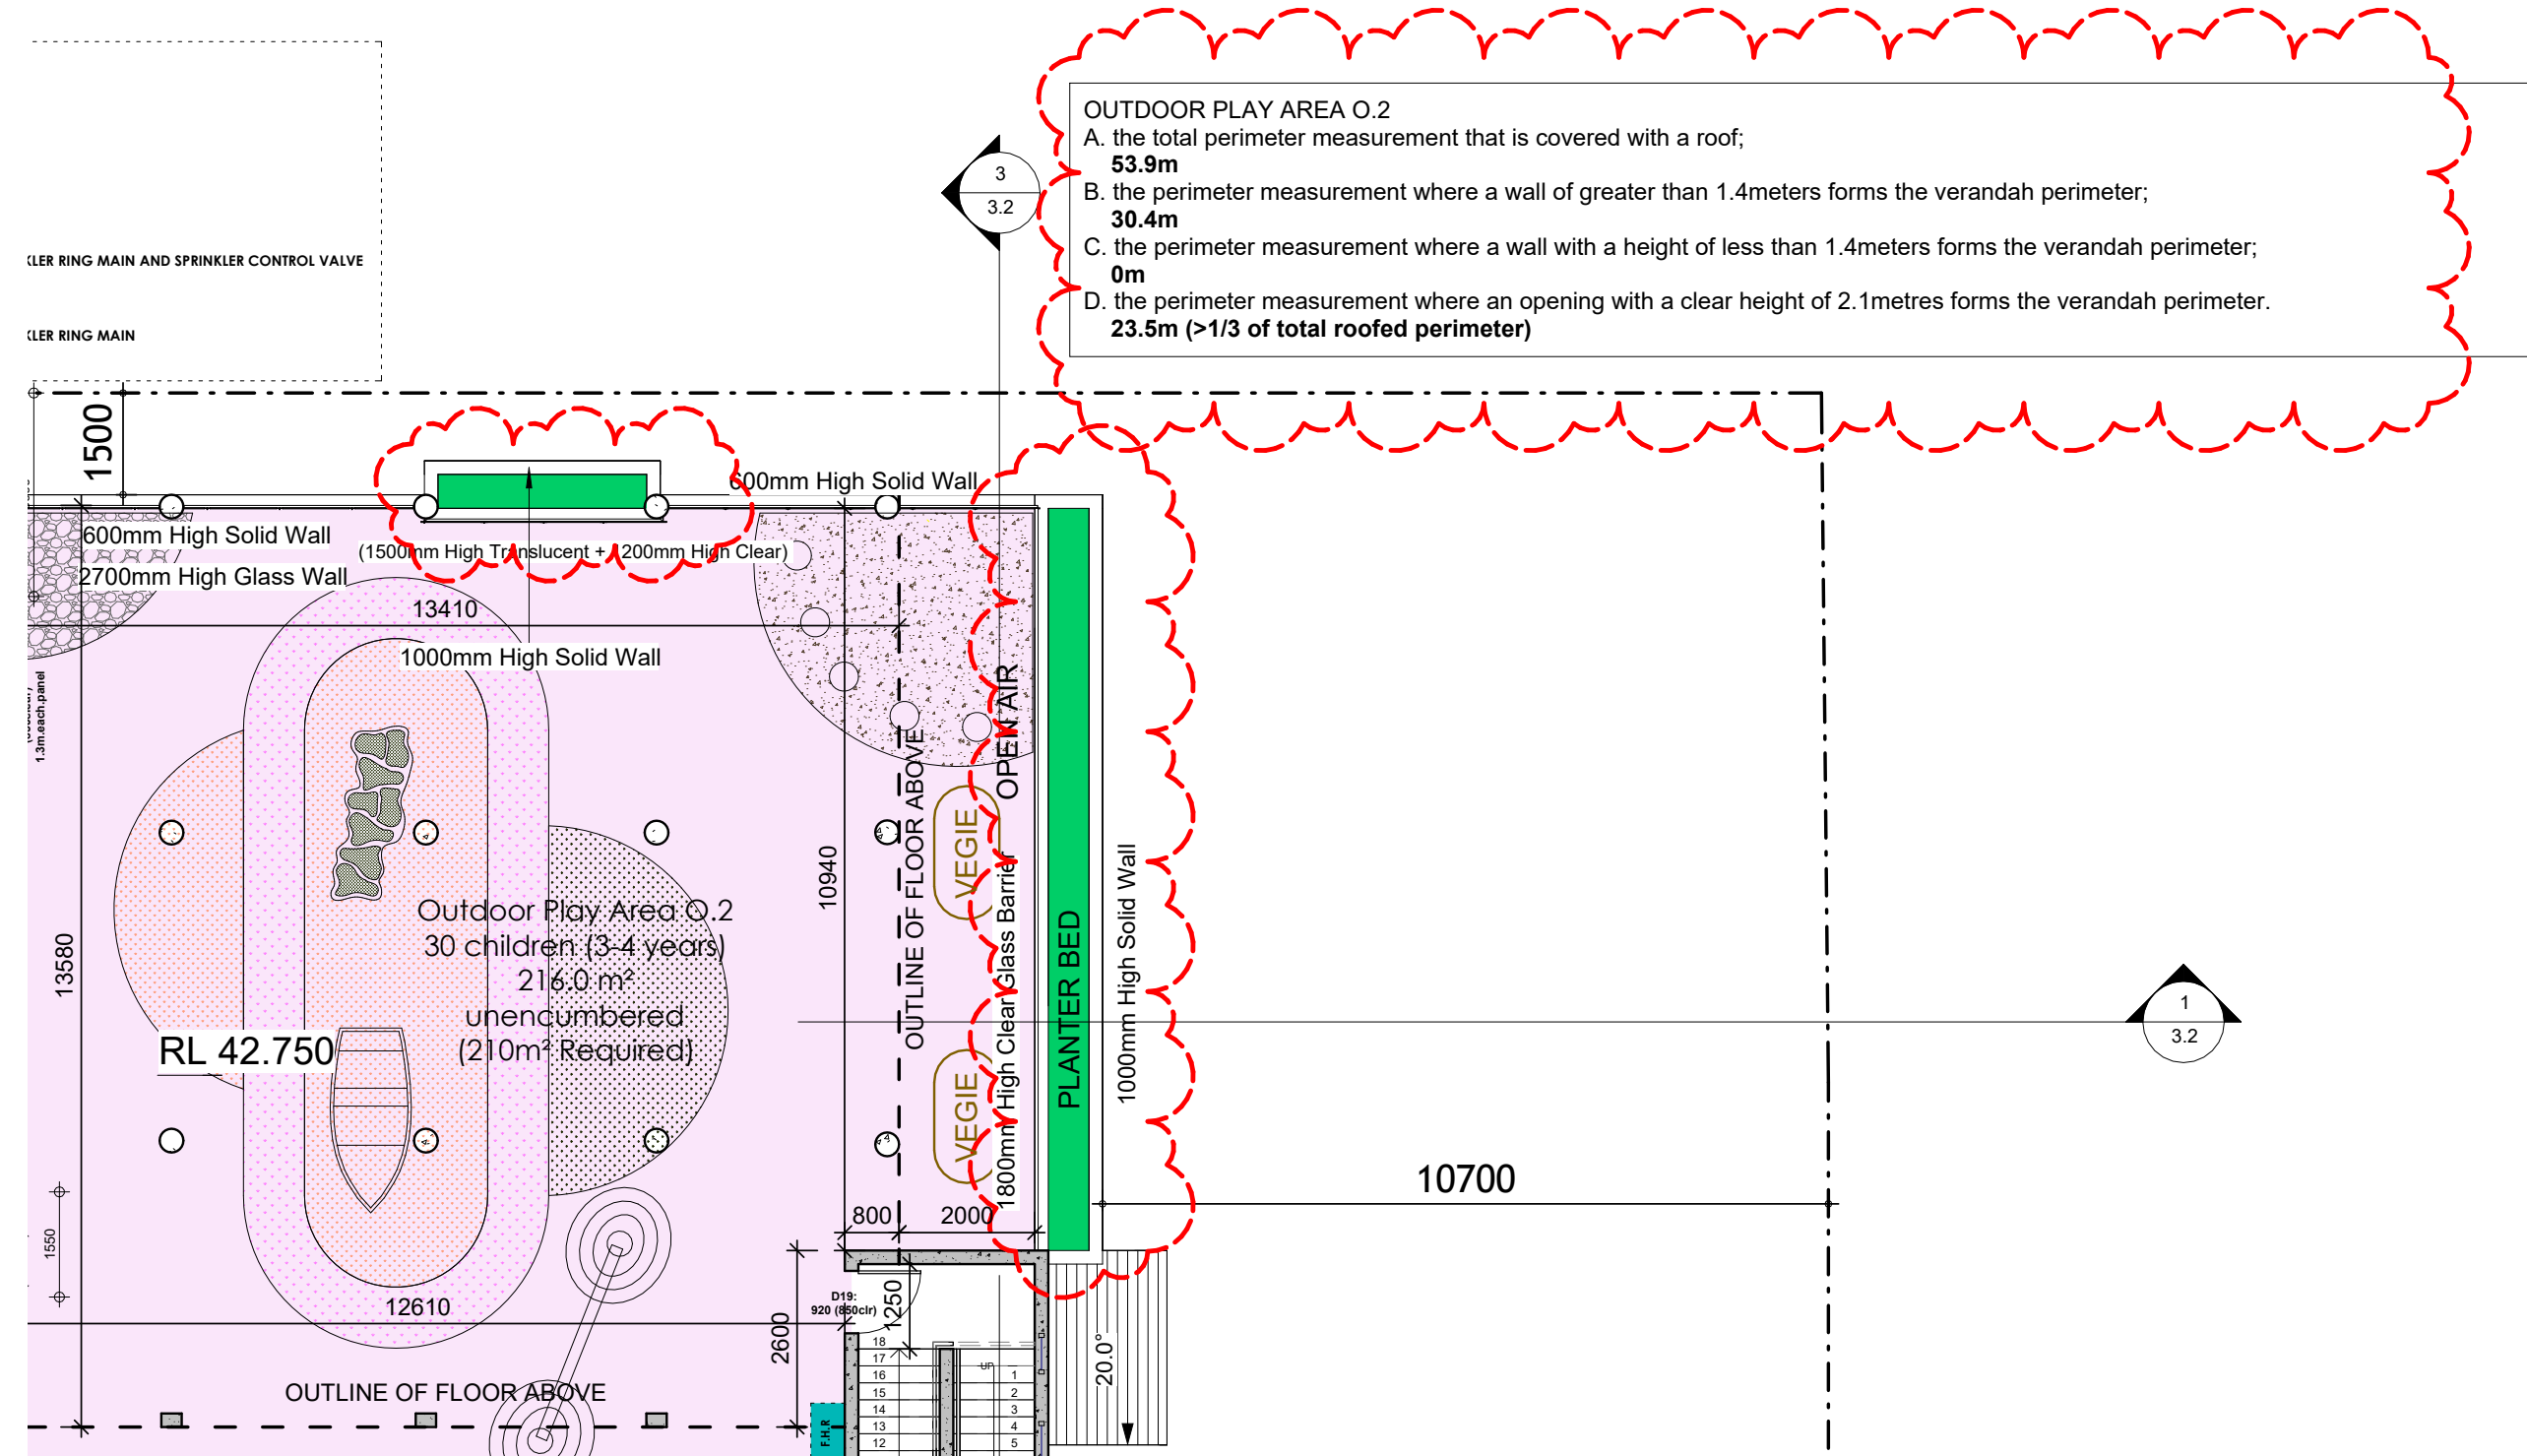 OUTDOOR PLAY AREA O.2
A. the total perimeter measurement that is covered with a roof;
53.9m
B. the perimeter measurement where a wall of greater than 1.4meters forms the verandah perimeter;
30.4m
C. the perimeter measurement where a wall with a height of less than 1.4meters forms the verandah perimeter;
0m
D. the perimeter measurement where an opening with a clear height of 2.1metres forms the verandah perimeter.
23.5m (>1/3 of total roofed perimeter)
3
3.2
RING MAIN AND SPRINKLER CONTROL VALVE
RING MAIN
1500
600mm High Solid Wall
600mm High Solid Wall
(1500mm High Translucent + 1200mm High Clear)
2700mm High Glass Wall
13410
1000mm High Solid Wall
1.3m.each.panel
OPEN AIR
OUTLINE OF FLOOR ABOVE
VEGIE
VEGIE
1800mm High Clear Glass Barrier
PLANTER BED
1000mm High Solid Wall
10940
13580
Outdoor Play Area O.2
30 children (3-4 years)
216.0 m²
unencumbered
(210m² Required)
RL 42.750
1
3.2
10700
800
2000
1550
12610
2600
D19:
920 (850clr)
1250
20.0°
18
17
16
15
14
13
12
UP
1
2
3
4
5
OUTLINE OF FLOOR ABOVE
F.H.R